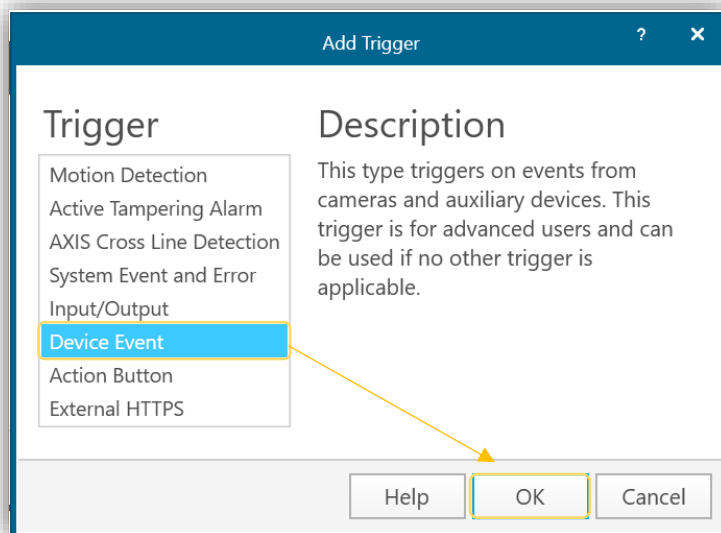 Add Trigger
?
Trigger
Motion Detection
Active Tampering Alarm
AXIS Cross Line Detection
System Event and Error
Input/Output
Device Event
Action Button
External HTTPS
Description
This type triggers on events from
cameras and auxiliary devices. This
trigger is for advanced users and can
be used if no other trigger is
applicable.
Help
OK
Cancel